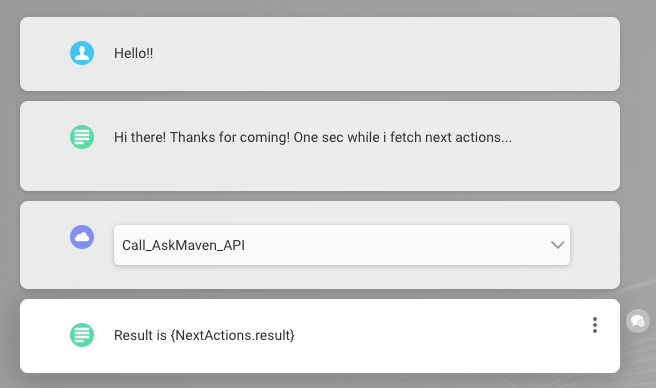 Hello!!
Hi there! Thanks for coming! One sec while i fetch next actions...
Call_AskMaven_API
Result is {NextActions.result}